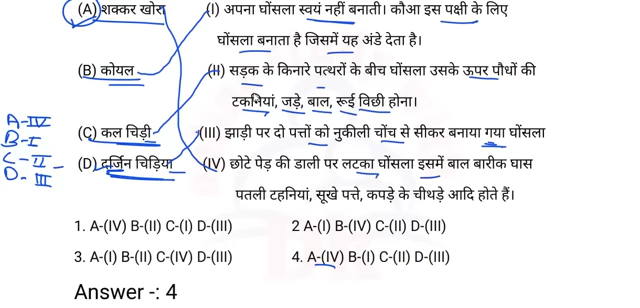 (A) शक्कर खोरा (I) अपना घोंसला स्वयं नहीं बनाती। कौआ इस पक्षी के लिए
घोंसला बनाता है जिसमें यह अंडे देता है।
(B) कोयल (II) सड़क के किनारे पत्थरों के बीच घोंसला उसके ऊपर पौधों की
टकनियां, जड़े, बाल, रूई विछी होना।
(C) कल चिड़ी (III) झाड़ी पर दो पत्तों को नुकीली चोंच से सीकर बनाया गया घोंसला
(D) दर्जिन चिड़िया (IV) छोटे पेड़ की डाली पर लटका घोंसला इसमें बाल बारीक घास
पतली टहनियां, सूखे पत्ते, कपड़े के चीथड़े आदि होते हैं।
A-IV
B-I
C-II
D-III
1. A-(IV) B-(II) C-(I) D-(III) 2 A-(I) B-(IV) C-(II) D-(III)
3. A-(I) B-(II) C-(IV) D-(III) 4. A-(IV) B-(I) C-(II) D-(III)
Answer -: 4